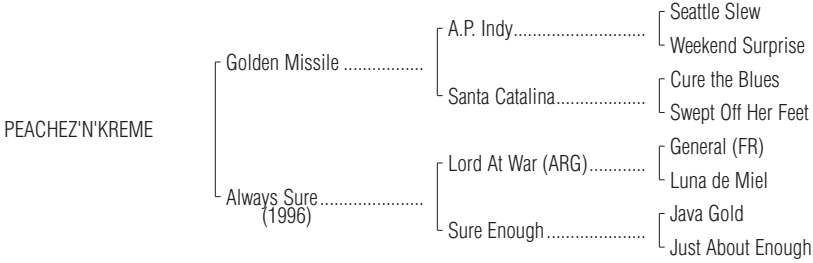 Seattle Slew
A.P. Indy..........................
Weekend Surprise
Golden Missile .................
Cure the Blues
Santa Catalina...................
Swept Off Her Feet
PEACHEZ'N'KREME
General (FR)
Lord At War (ARG)............
Luna de Miel
Always Sure......................
(1996)
Java Gold
Sure Enough.....................
Just About Enough